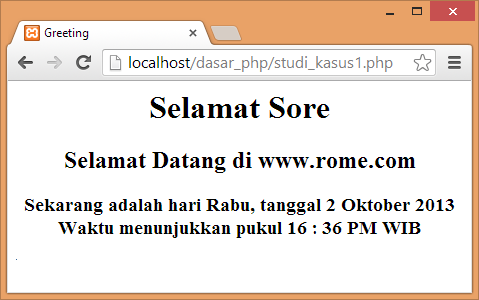 Greeting
localhost/dasar_php/studi_kasus1.php
Selamat Sore
Selamat Datang di www.rome.com
Sekarang adalah hari Rabu, tanggal 2 Oktober 2013
Waktu menunjukkan pukul 16 : 36 PM WIB
.